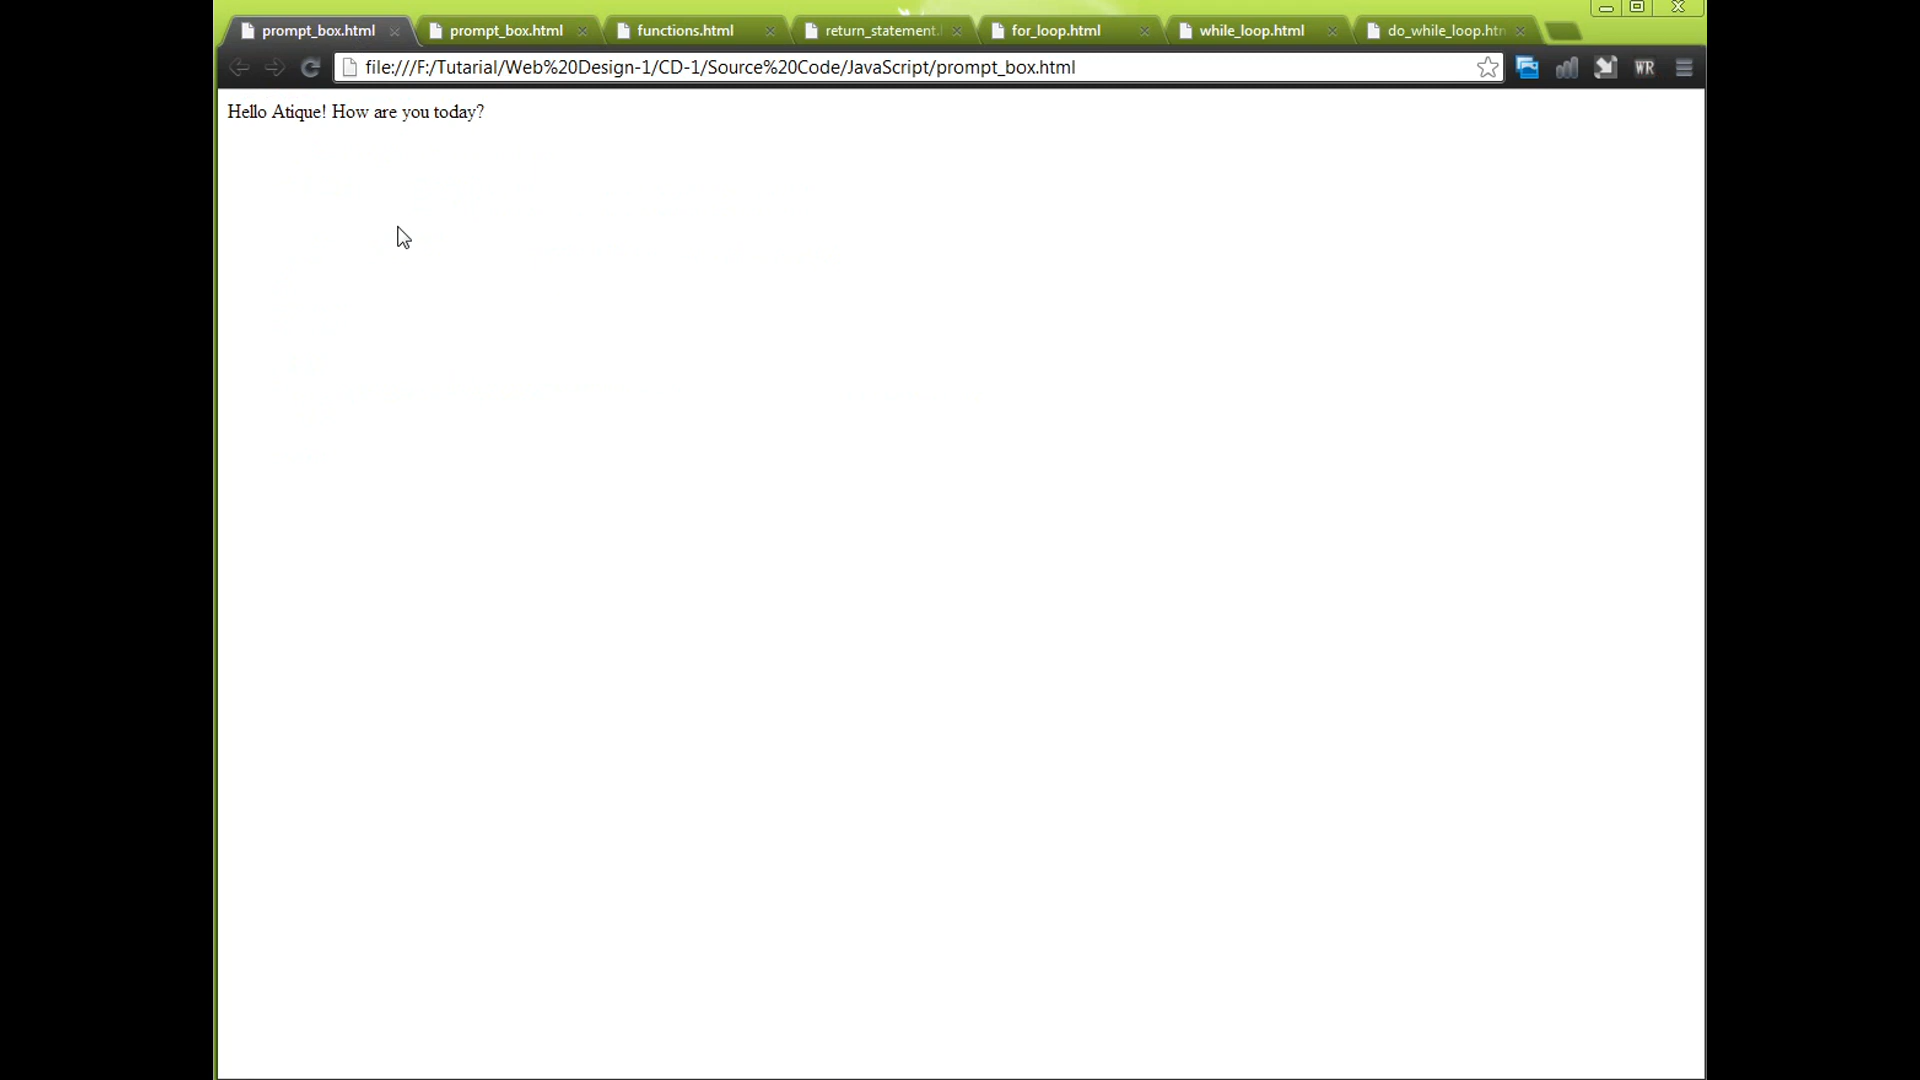 prompt_box.html
prompt_box.html
functions.html
return_statement.
for_loop.html
while_loop.html
do_while_loop.htm
file:///F:/Tutarial/Web%20Design-1/CD-1/Source%20Code/JavaScript/prompt_box.html
WR
Hello Atique! How are you today?